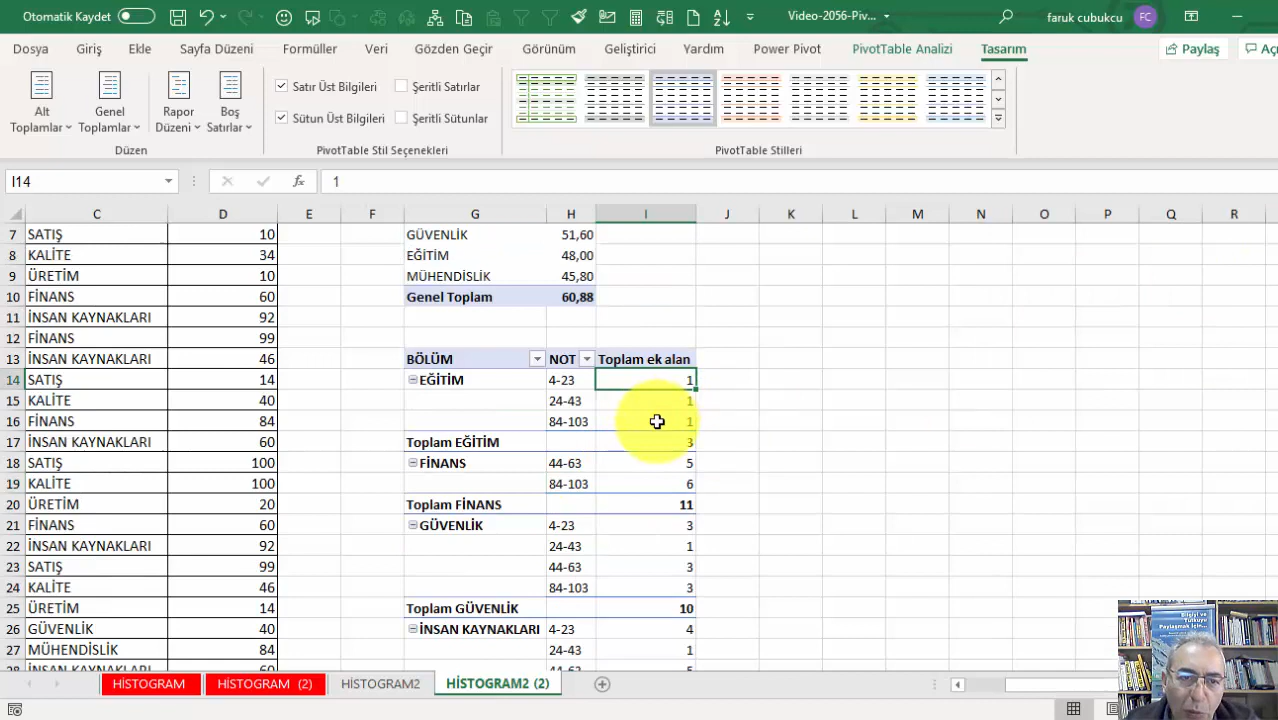 Otomatik Kaydet
Video-2056-Piv...
faruk cubukcu
FC
Dosya Giriş Ekle Sayfa Düzeni Formüller Veri Gözden Geçir Görünüm Geliştirici Yardım Power Pivot PivotTable Analizi Tasarım Paylaş
Alt Toplamlar
Genel Toplamlar
Rapor Düzeni
Boş Satırlar
Satır Üst Bilgileri Şeritli Satırlar
Sütun Üst Bilgileri Şeritli Sütunlar
Düzen PivotTable Stil Seçenekleri PivotTable Stilleri
I14 fx 1
C D E F G H I J K L M N O P Q R
7 SATIŞ 10 GÜVENLİK 51,60
8 KALİTE 34 EĞİTİM 48,00
9 ÜRETİM 10 MÜHENDİSLİK 45,80
10 FİNANS 60 Genel Toplam 60,88
11 İNSAN KAYNAKLARI 92
12 FİNANS 99
13 İNSAN KAYNAKLARI 46 BÖLÜM NOT Toplam ek alan
14 SATIŞ 14 EĞİTİM 4-23 1
15 KALİTE 40 24-43 1
16 FİNANS 84 84-103 1
17 İNSAN KAYNAKLARI 60 Toplam EĞİTİM 3
18 SATIŞ 100 FİNANS 44-63 5
19 KALİTE 100 84-103 6
20 ÜRETİM 20 Toplam FİNANS 11
21 FİNANS 60 GÜVENLİK 4-23 3
22 İNSAN KAYNAKLARI 92 24-43 1
23 SATIŞ 99 44-63 3
24 KALİTE 46 84-103 3
25 ÜRETİM 14 Toplam GÜVENLİK 10
26 GÜVENLİK 40 İNSAN KAYNAKLARI 4-23 4
27 MÜHENDİSLİK 84 24-43 1
28 İNSAN KAYNAKLARI 60 44-63 5
HİSTOGRAM HİSTOGRAM (2) HİSTOGRAM2 HİSTOGRAM2 (2)
Bilgiyi ve
Tutkuyu
Paylaşmak İçin...